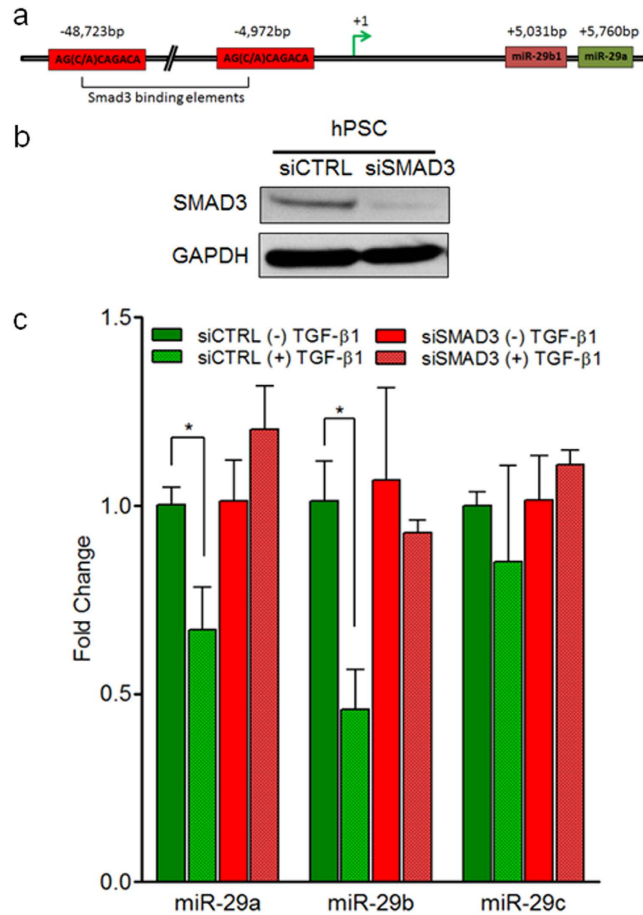 a
-48,723bp -4,972bp +1 +5,031bp +5,760bp
AG(C/A)CAGACA AG(C/A)CAGACA miR-29b1 miR-29a
Smad3 binding elements
b
hPSC
siCTRL siSMAD3
SMAD3
GAPDH
c
1.5
siCTRL (-) TGF-β1 siSMAD3 (-) TGF-β1
siCTRL (+) TGF-β1 siSMAD3 (+) TGF-β1
* *
1.0
Fold Change
0.5
0.0
miR-29a miR-29b miR-29c